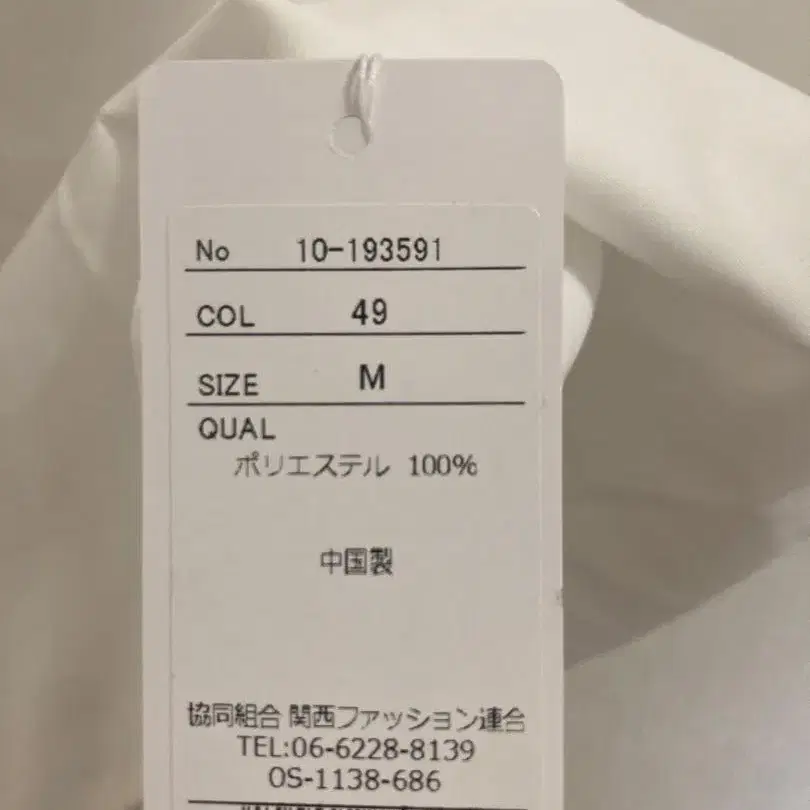 No 10-193591
COL 49
SIZE M
QUAL
ポリエステル 100%
中国製
協同組合 関西ファッション連合
TEL:06-6228-8139
OS-1138-686